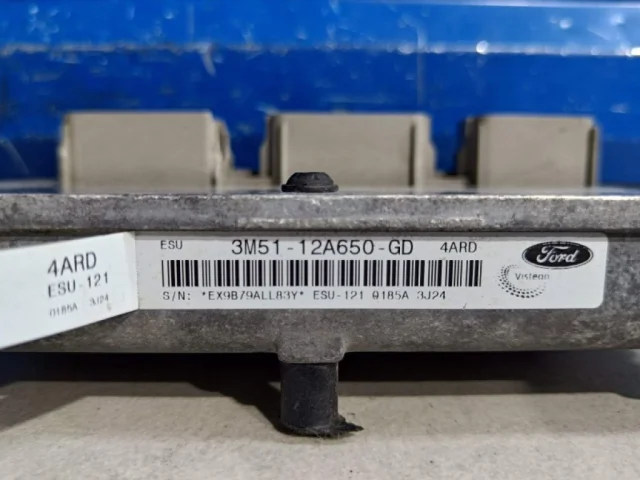 ESU 3M51-12A650-GD 4ARD
Ford
Visteon
S/N: *EX9B79ALL83Y* ESU-121 0185A 3J24
4ARD
ESU-121
0185A 3J24